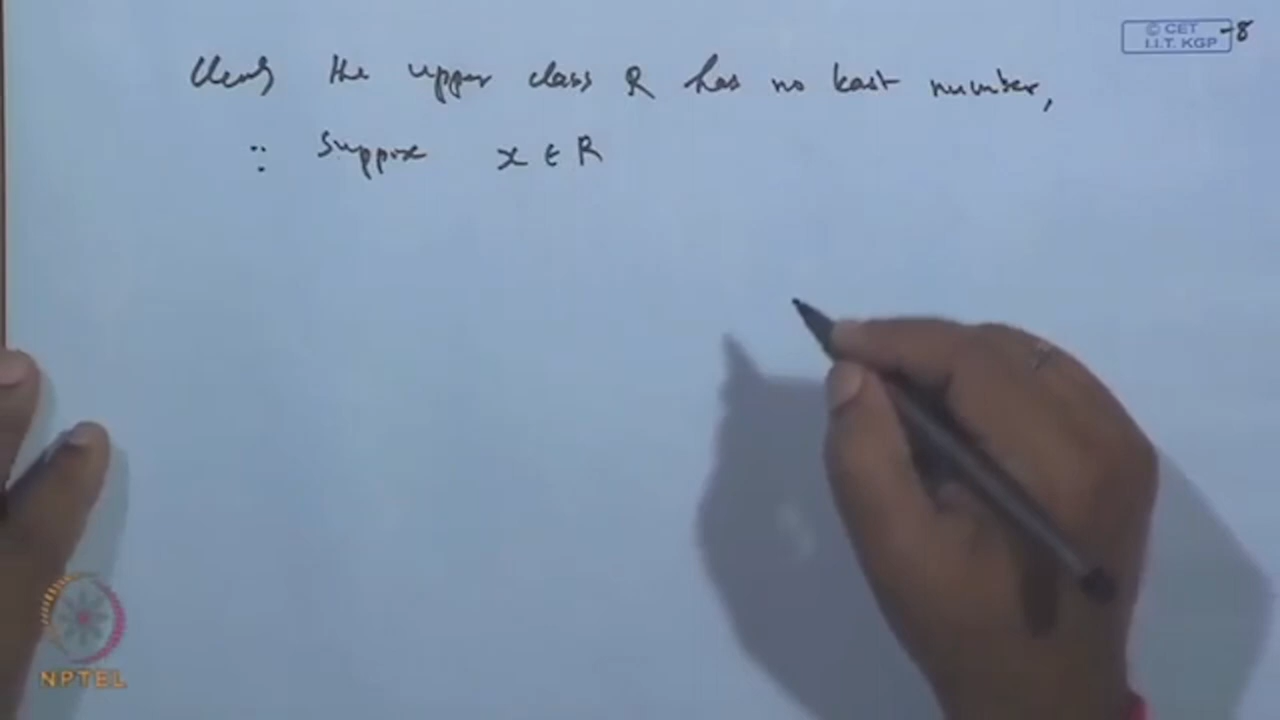 © CET
I.I.T. KGP -8
Clearly the upper class R has no least number,
∵ Suppose x ∈ R
NPTEL